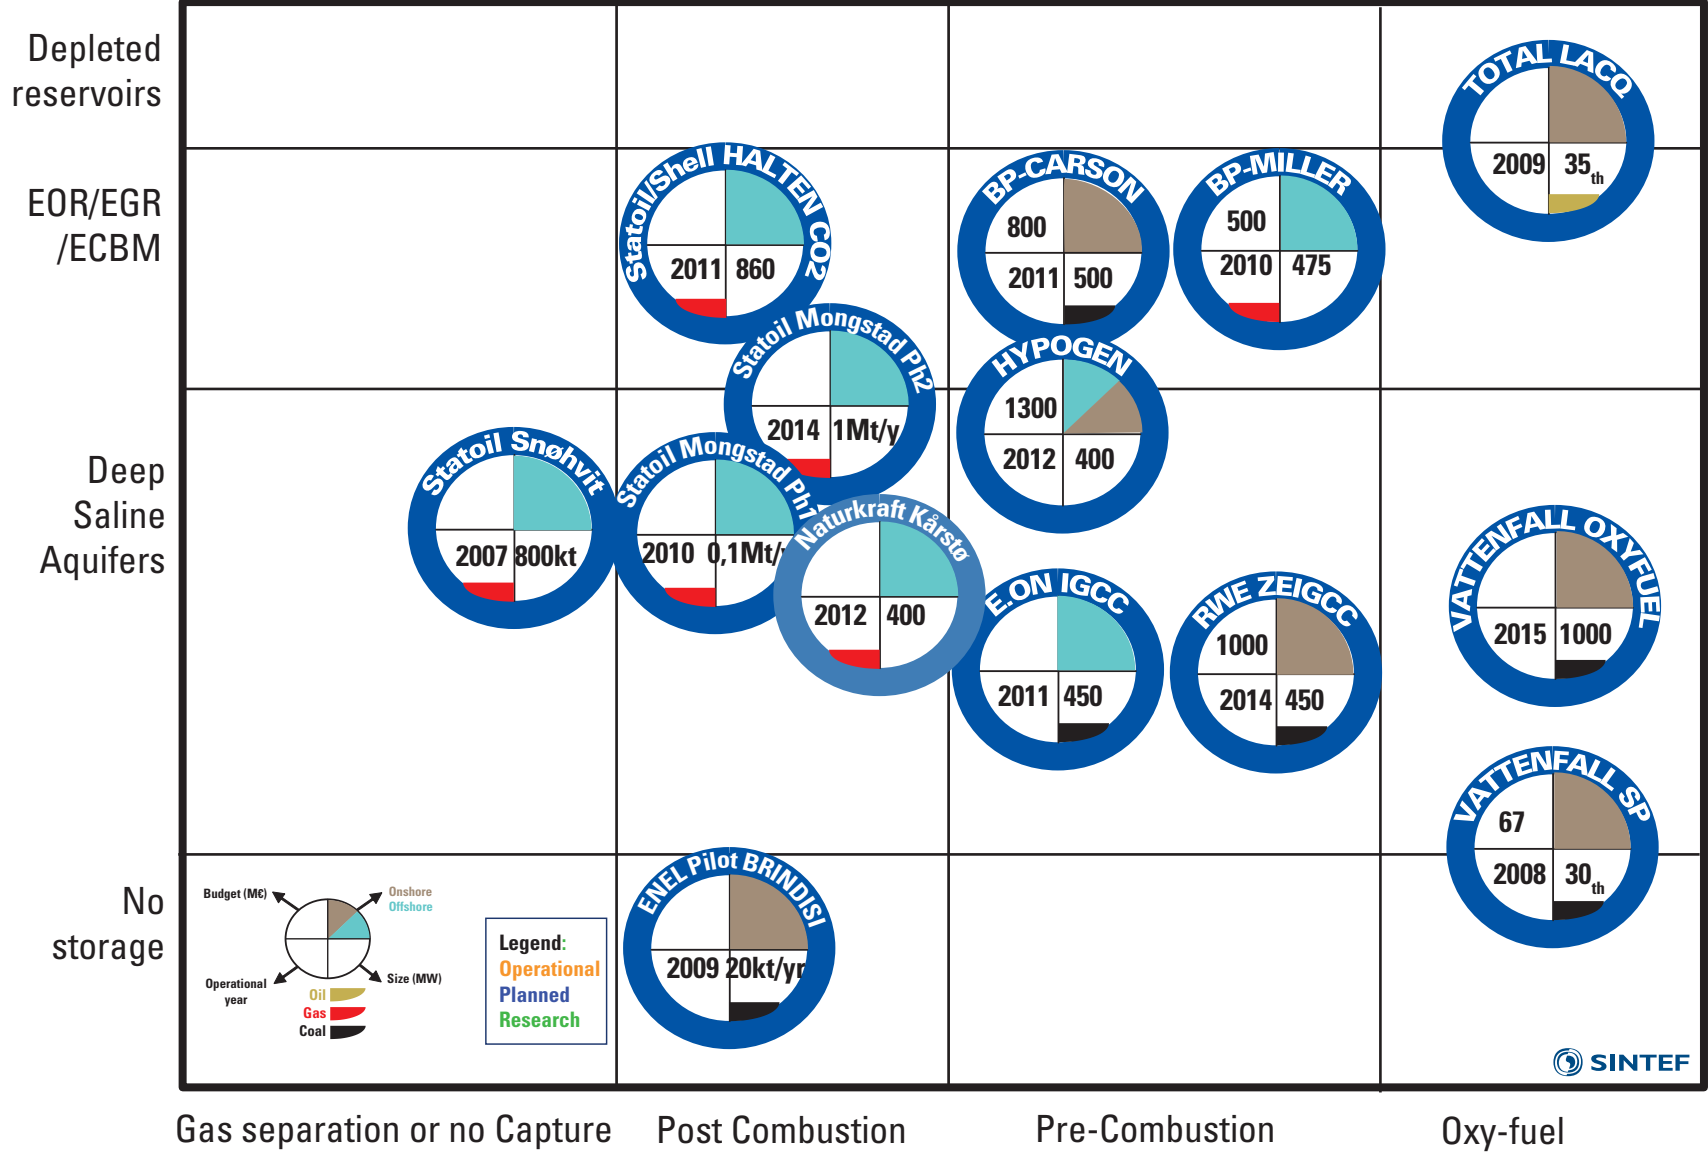 Depleted
reservoirs
EOR/EGR
/ECBM
Deep
Saline
Aquifers
No
storage
TOTAL LACQ
2009 35th
Statoil/Shell HALTEN CO2
2011 860
BP-CARSON
800
2011 500
BP-MILLER
500
2010 475
Statoil Mongstad Ph2
2014 1Mt/y
HYPOGEN
1300
2012 400
Statoil Snøhvit
2007 800kt
Statoil Mongstad Ph1
2010 0,1Mt/
Naturkraft Kårstø
2012 400
E.ON IGCC
2011 450
RWE ZEIGCC
1000
2014 450
VATTENFALL OXYFUEL
2015 1000
VATTENFALL SP
67
2008 30th
ENEL Pilot BRINDISI
2009 20kt/yr
Budget (M€)
Onshore
Offshore
Operational
year
Size (MW)
Oil
Gas
Coal
Legend:
Operational
Planned
Research
SINTEF
Gas separation or no Capture
Post Combustion
Pre-Combustion
Oxy-fuel